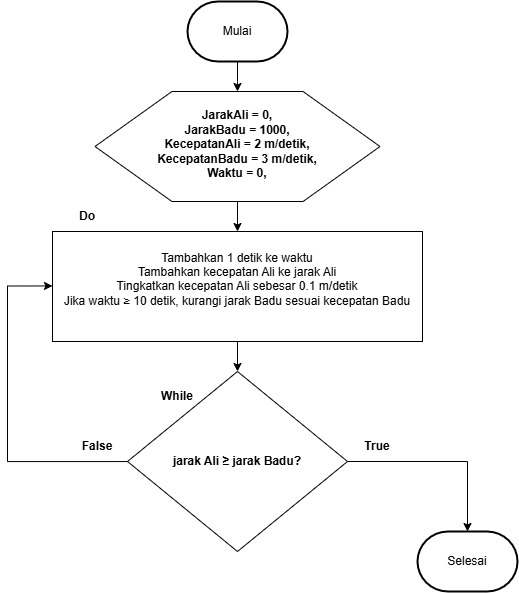 Mulai
JarakAli = 0,
JarakBadu = 1000,
KecepatanAli = 2 m/detik,
KecepatanBadu = 3 m/detik,
Waktu = 0,
Do
Tambahkan 1 detik ke waktu
Tambahkan kecepatan Ali ke jarak Ali
Tingkatkan kecepatan Ali sebesar 0.1 m/detik
Jika waktu ≥ 10 detik, kurangi jarak Badu sesuai kecepatan Badu
While
False
jarak Ali ≥ jarak Badu?
True
Selesai